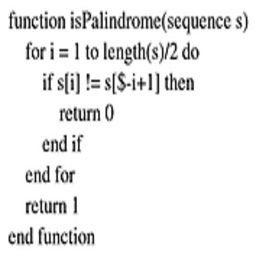 function isPalindrome(sequence s)
for i = 1 to length(s)/2 do
if s[i] != s[$-i+1] then
return 0
end if
end for
return 1
end function